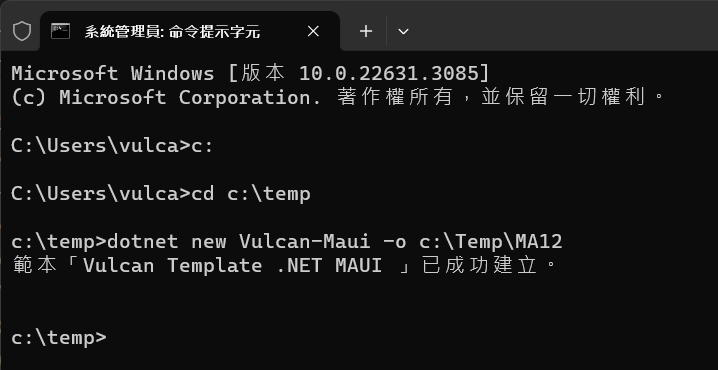 系統管理員: 命令提示字元
Microsoft Windows [版本 10.0.22631.3085]
(c) Microsoft Corporation. 著作權所有，並保留一切權利。
C:\Users\vulca>c:
C:\Users\vulca>cd c:\temp
c:\temp>dotnet new Vulcan-Maui -o c:\Temp\MA12
範本「Vulcan Template .NET MAUI 」已成功建立。
c:\temp>